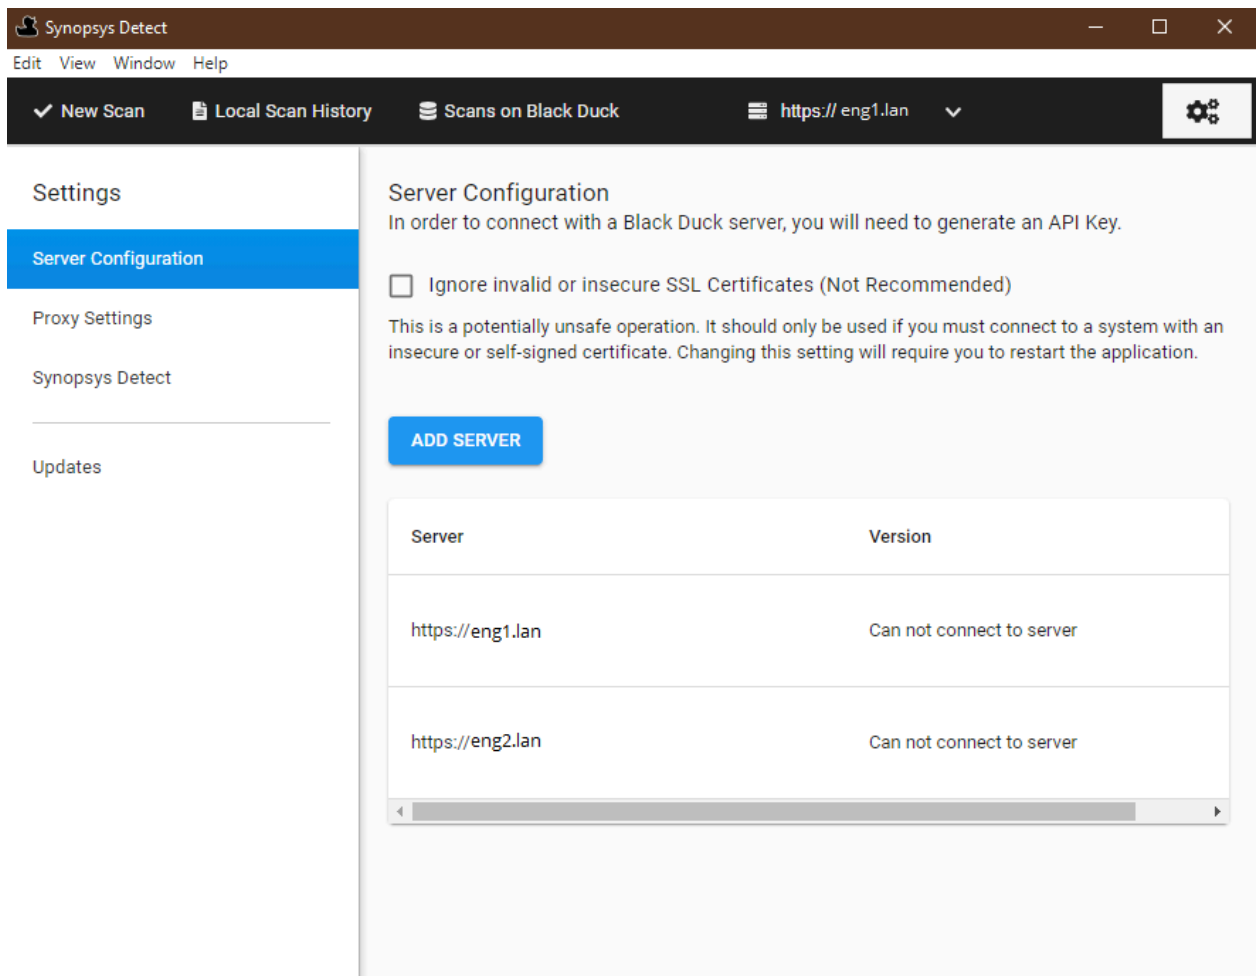 Synopsys Detect
Edit View Window Help
New Scan Local Scan History Scans on Black Duck https:// eng1.lan
Settings
Server Configuration
Proxy Settings
Synopsys Detect
Updates
Server Configuration
In order to connect with a Black Duck server, you will need to generate an API Key.
Ignore invalid or insecure SSL Certificates (Not Recommended)
This is a potentially unsafe operation. It should only be used if you must connect to a system with an
insecure or self-signed certificate. Changing this setting will require you to restart the application.
ADD SERVER
Server Version
https://eng1.lan Can not connect to server
https://eng2.lan Can not connect to server